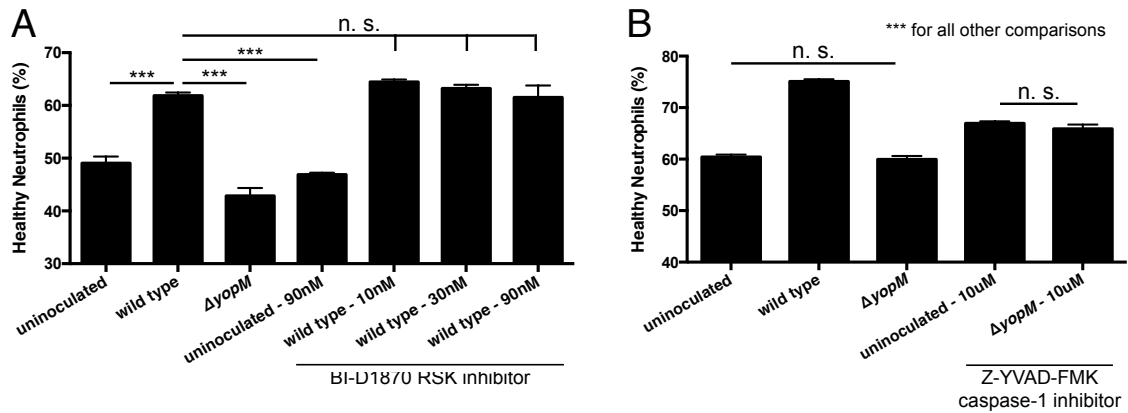 A
n. s.
***
***
***
Healthy Neutrophils (%)
70
60
50
40
30
uninoculated
wild type
ΔyopM
uninoculated - 90nM
wild type - 10nM
wild type - 30nM
wild type - 90nM
BI-D1870 RSK inhibitor
B
*** for all other comparisons
n. s.
n. s.
Healthy Neutrophils (%)
80
70
60
50
40
uninoculated
wild type
ΔyopM
uninoculated - 10uM
ΔyopM - 10uM
Z-YVAD-FMK
caspase-1 inhibitor